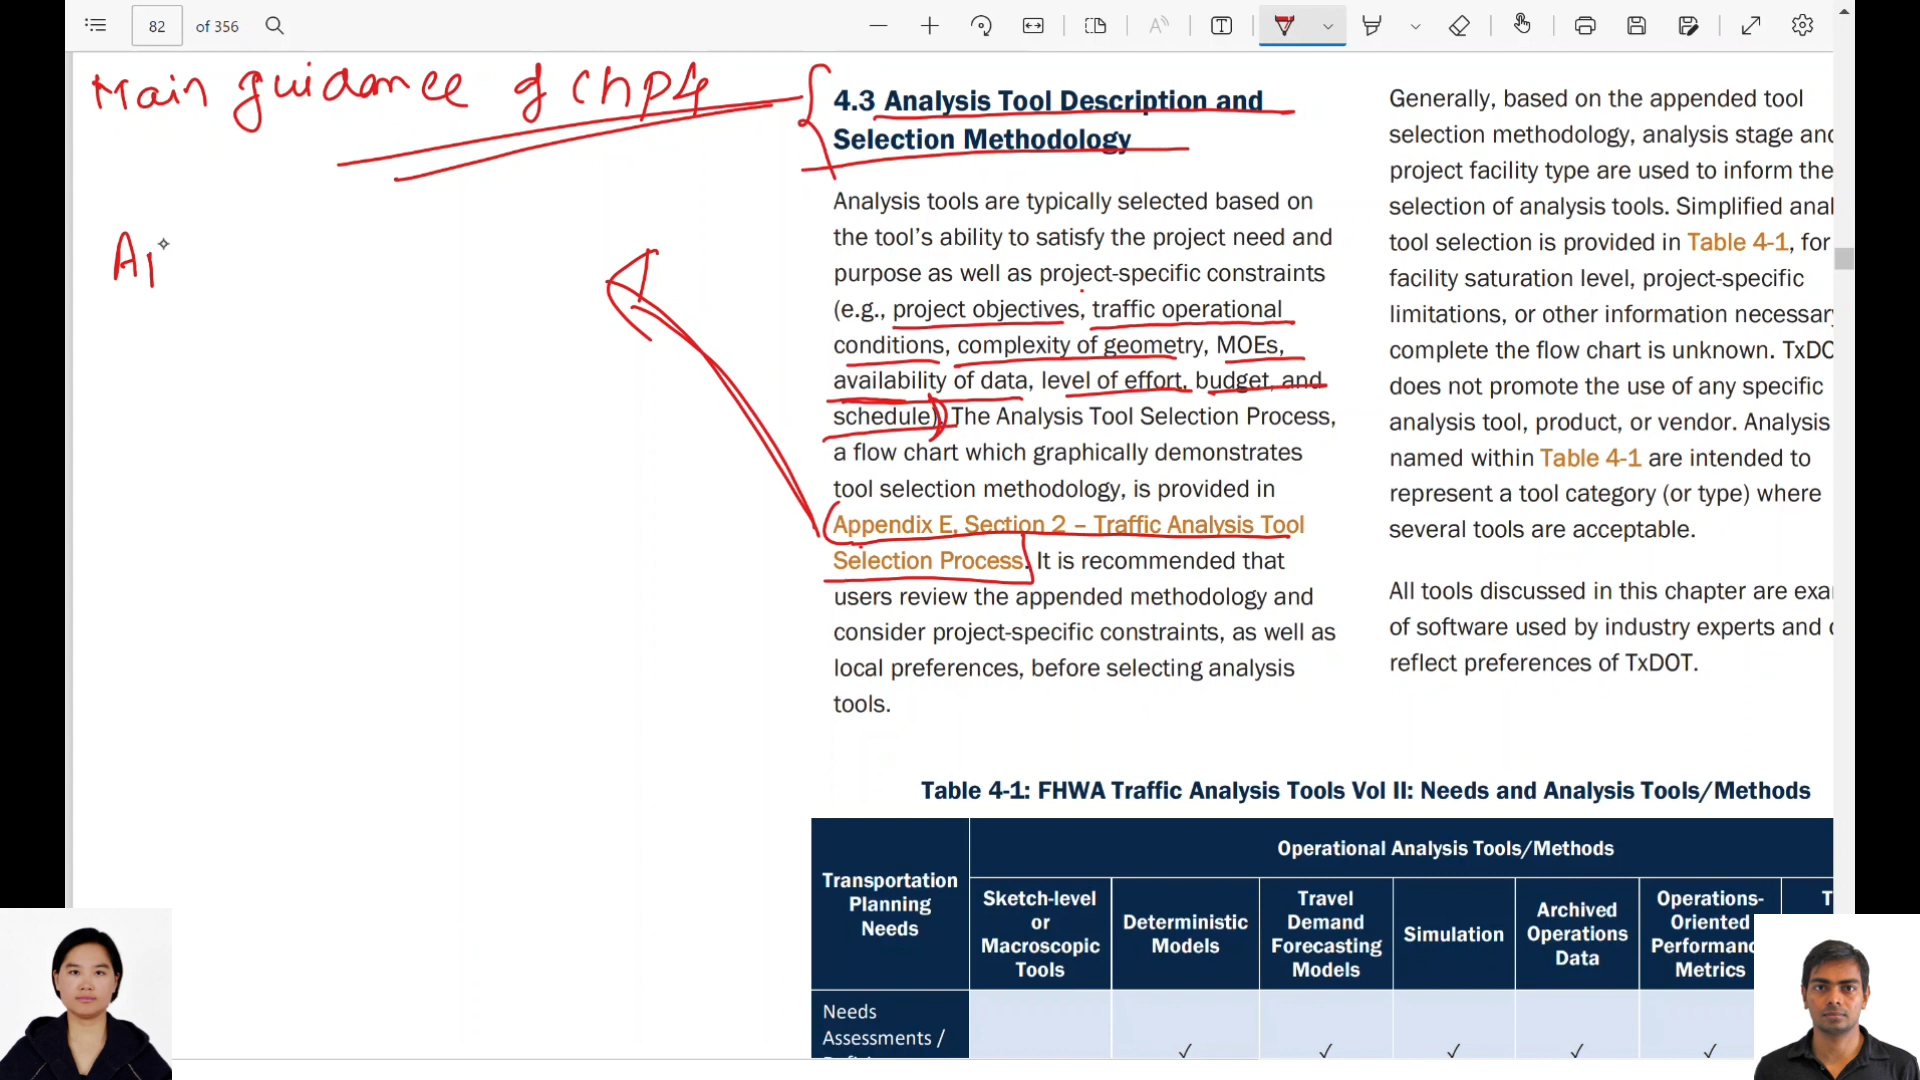 82 of 356
Main guidance of Chp4
4.3 Analysis Tool Description and
Selection Methodology
Analysis tools are typically selected based on
the tool’s ability to satisfy the project need and
purpose as well as project-specific constraints
(e.g., project objectives, traffic operational
conditions, complexity of geometry, MOEs,
availability of data, level of effort, budget, and
schedule). The Analysis Tool Selection Process,
a flow chart which graphically demonstrates
tool selection methodology, is provided in
Appendix E, Section 2 – Traffic Analysis Tool
Selection Process. It is recommended that
users review the appended methodology and
consider project-specific constraints, as well as
local preferences, before selecting analysis
tools.
Generally, based on the appended tool
selection methodology, analysis stage and
project facility type are used to inform the
selection of analysis tools. Simplified anal
tool selection is provided in Table 4-1, for
facility saturation level, project-specific
limitations, or other information necessary
complete the flow chart is unknown. TxDO
does not promote the use of any specific
analysis tool, product, or vendor. Analysis
named within Table 4-1 are intended to
represent a tool category (or type) where
several tools are acceptable.
All tools discussed in this chapter are exa
of software used by industry experts and
reflect preferences of TxDOT.
Table 4-1: FHWA Traffic Analysis Tools Vol II: Needs and Analysis Tools/Methods
Transportation
Planning
Needs
Operational Analysis Tools/Methods
Sketch-level
or
Macroscopic
Tools
Deterministic
Models
Travel
Demand
Forecasting
Models
Simulation
Archived
Operations
Data
Operations-
Oriented
Performanc
Metrics
T
Needs
Assessments /
✓ ✓ ✓ ✓ ✓